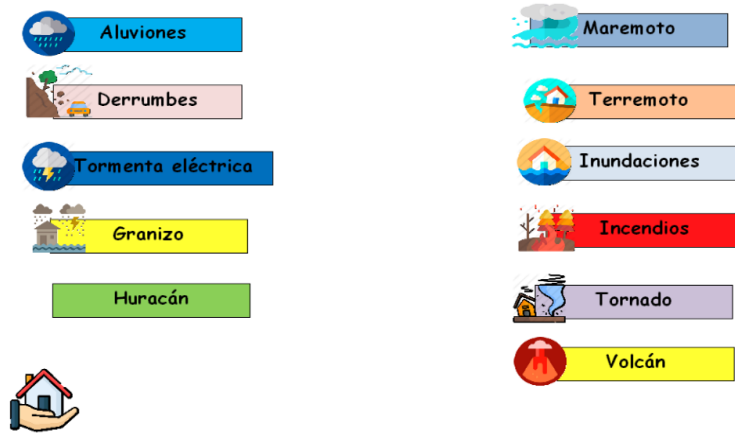 Aluviones
Derrumbes
Tormenta eléctrica
Granizo
Huracán
Maremoto
Terremoto
Inundaciones
Incendios
Tornado
Volcán